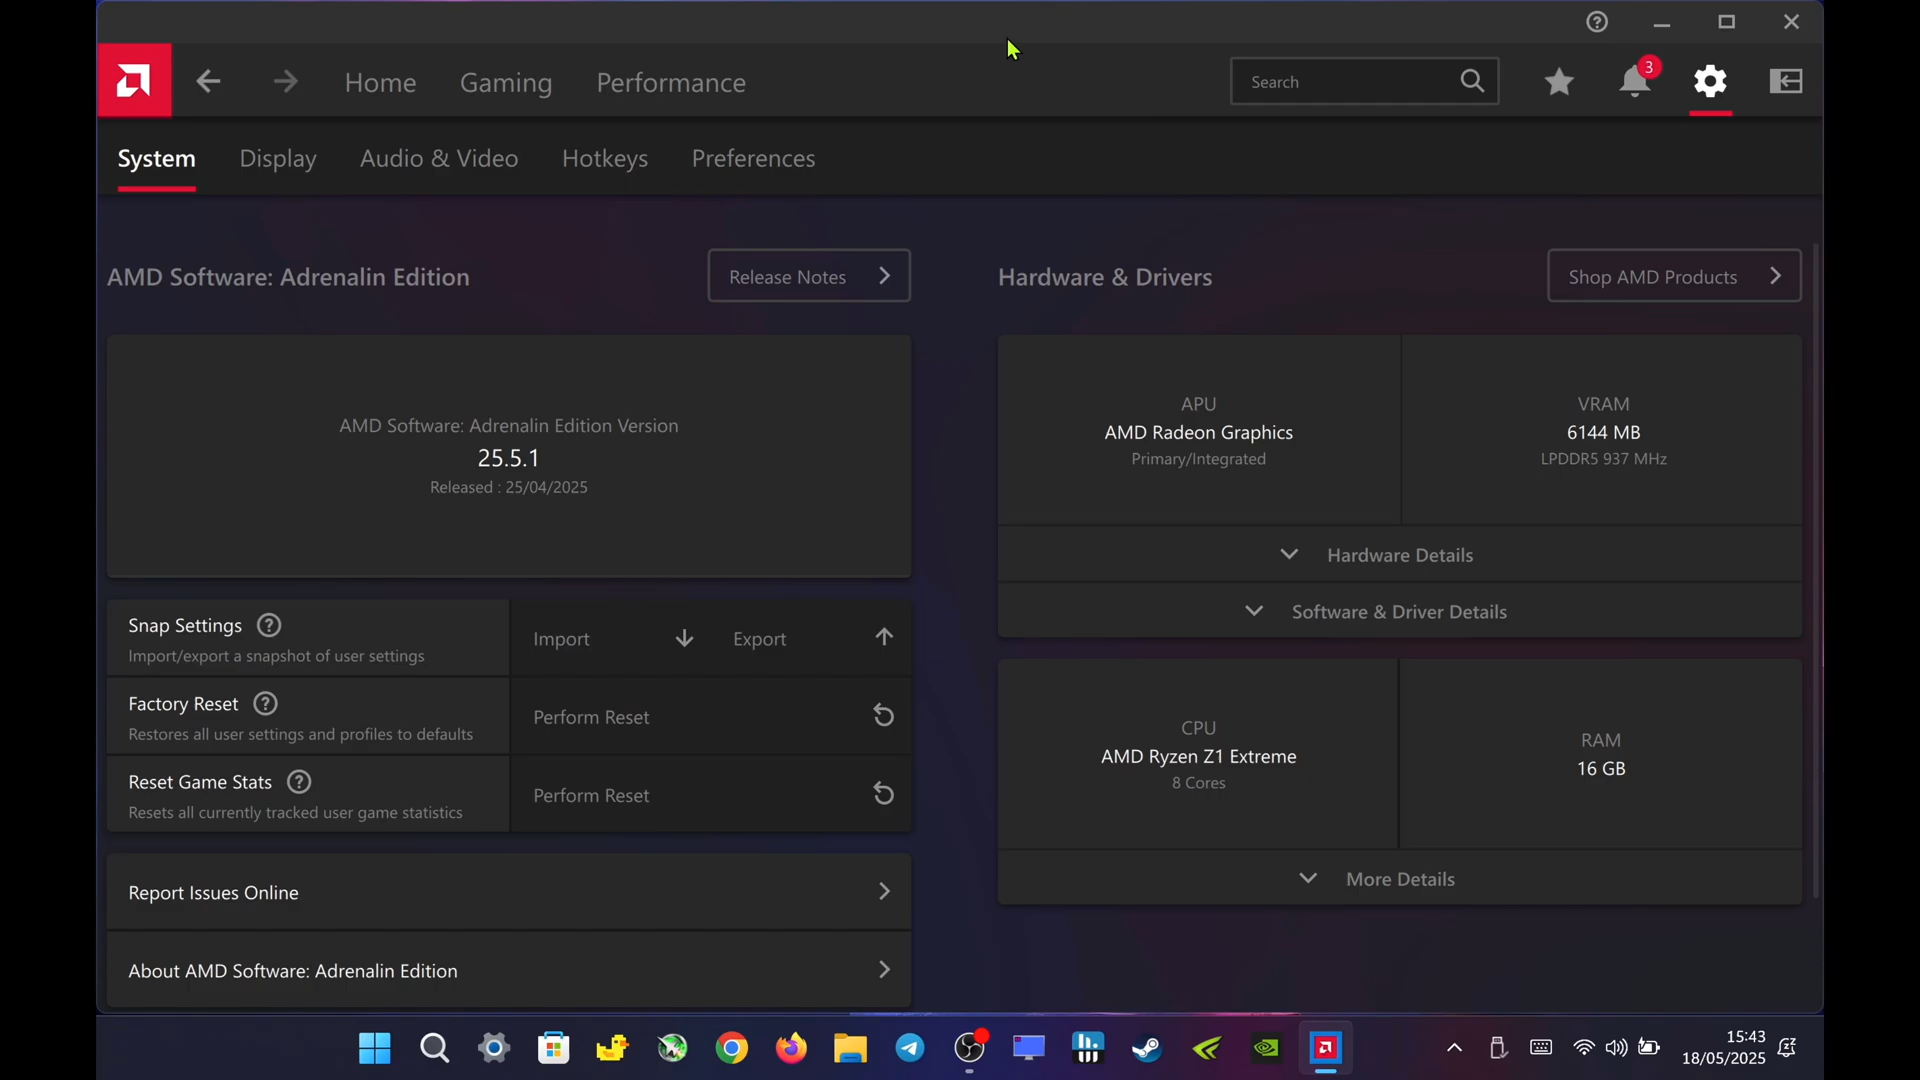 3
Home
Gaming
Performance
Search
System
Display
Audio & Video
Hotkeys
Preferences
AMD Software: Adrenalin Edition
Release Notes
AMD Software: Adrenalin Edition Version
25.5.1
Released : 25/04/2025
Snap Settings
Import/export a snapshot of user settings
Import
Export
Factory Reset
Restores all user settings and profiles to defaults
Perform Reset
Reset Game Stats
Resets all currently tracked user game statistics
Perform Reset
Report Issues Online
About AMD Software: Adrenalin Edition
Hardware & Drivers
Shop AMD Products
APU
AMD Radeon Graphics
Primary/Integrated
VRAM
6144 MB
LPDDR5 937 MHz
Hardware Details
Software & Driver Details
CPU
AMD Ryzen Z1 Extreme
8 Cores
RAM
16 GB
More Details
15:43
18/05/2025